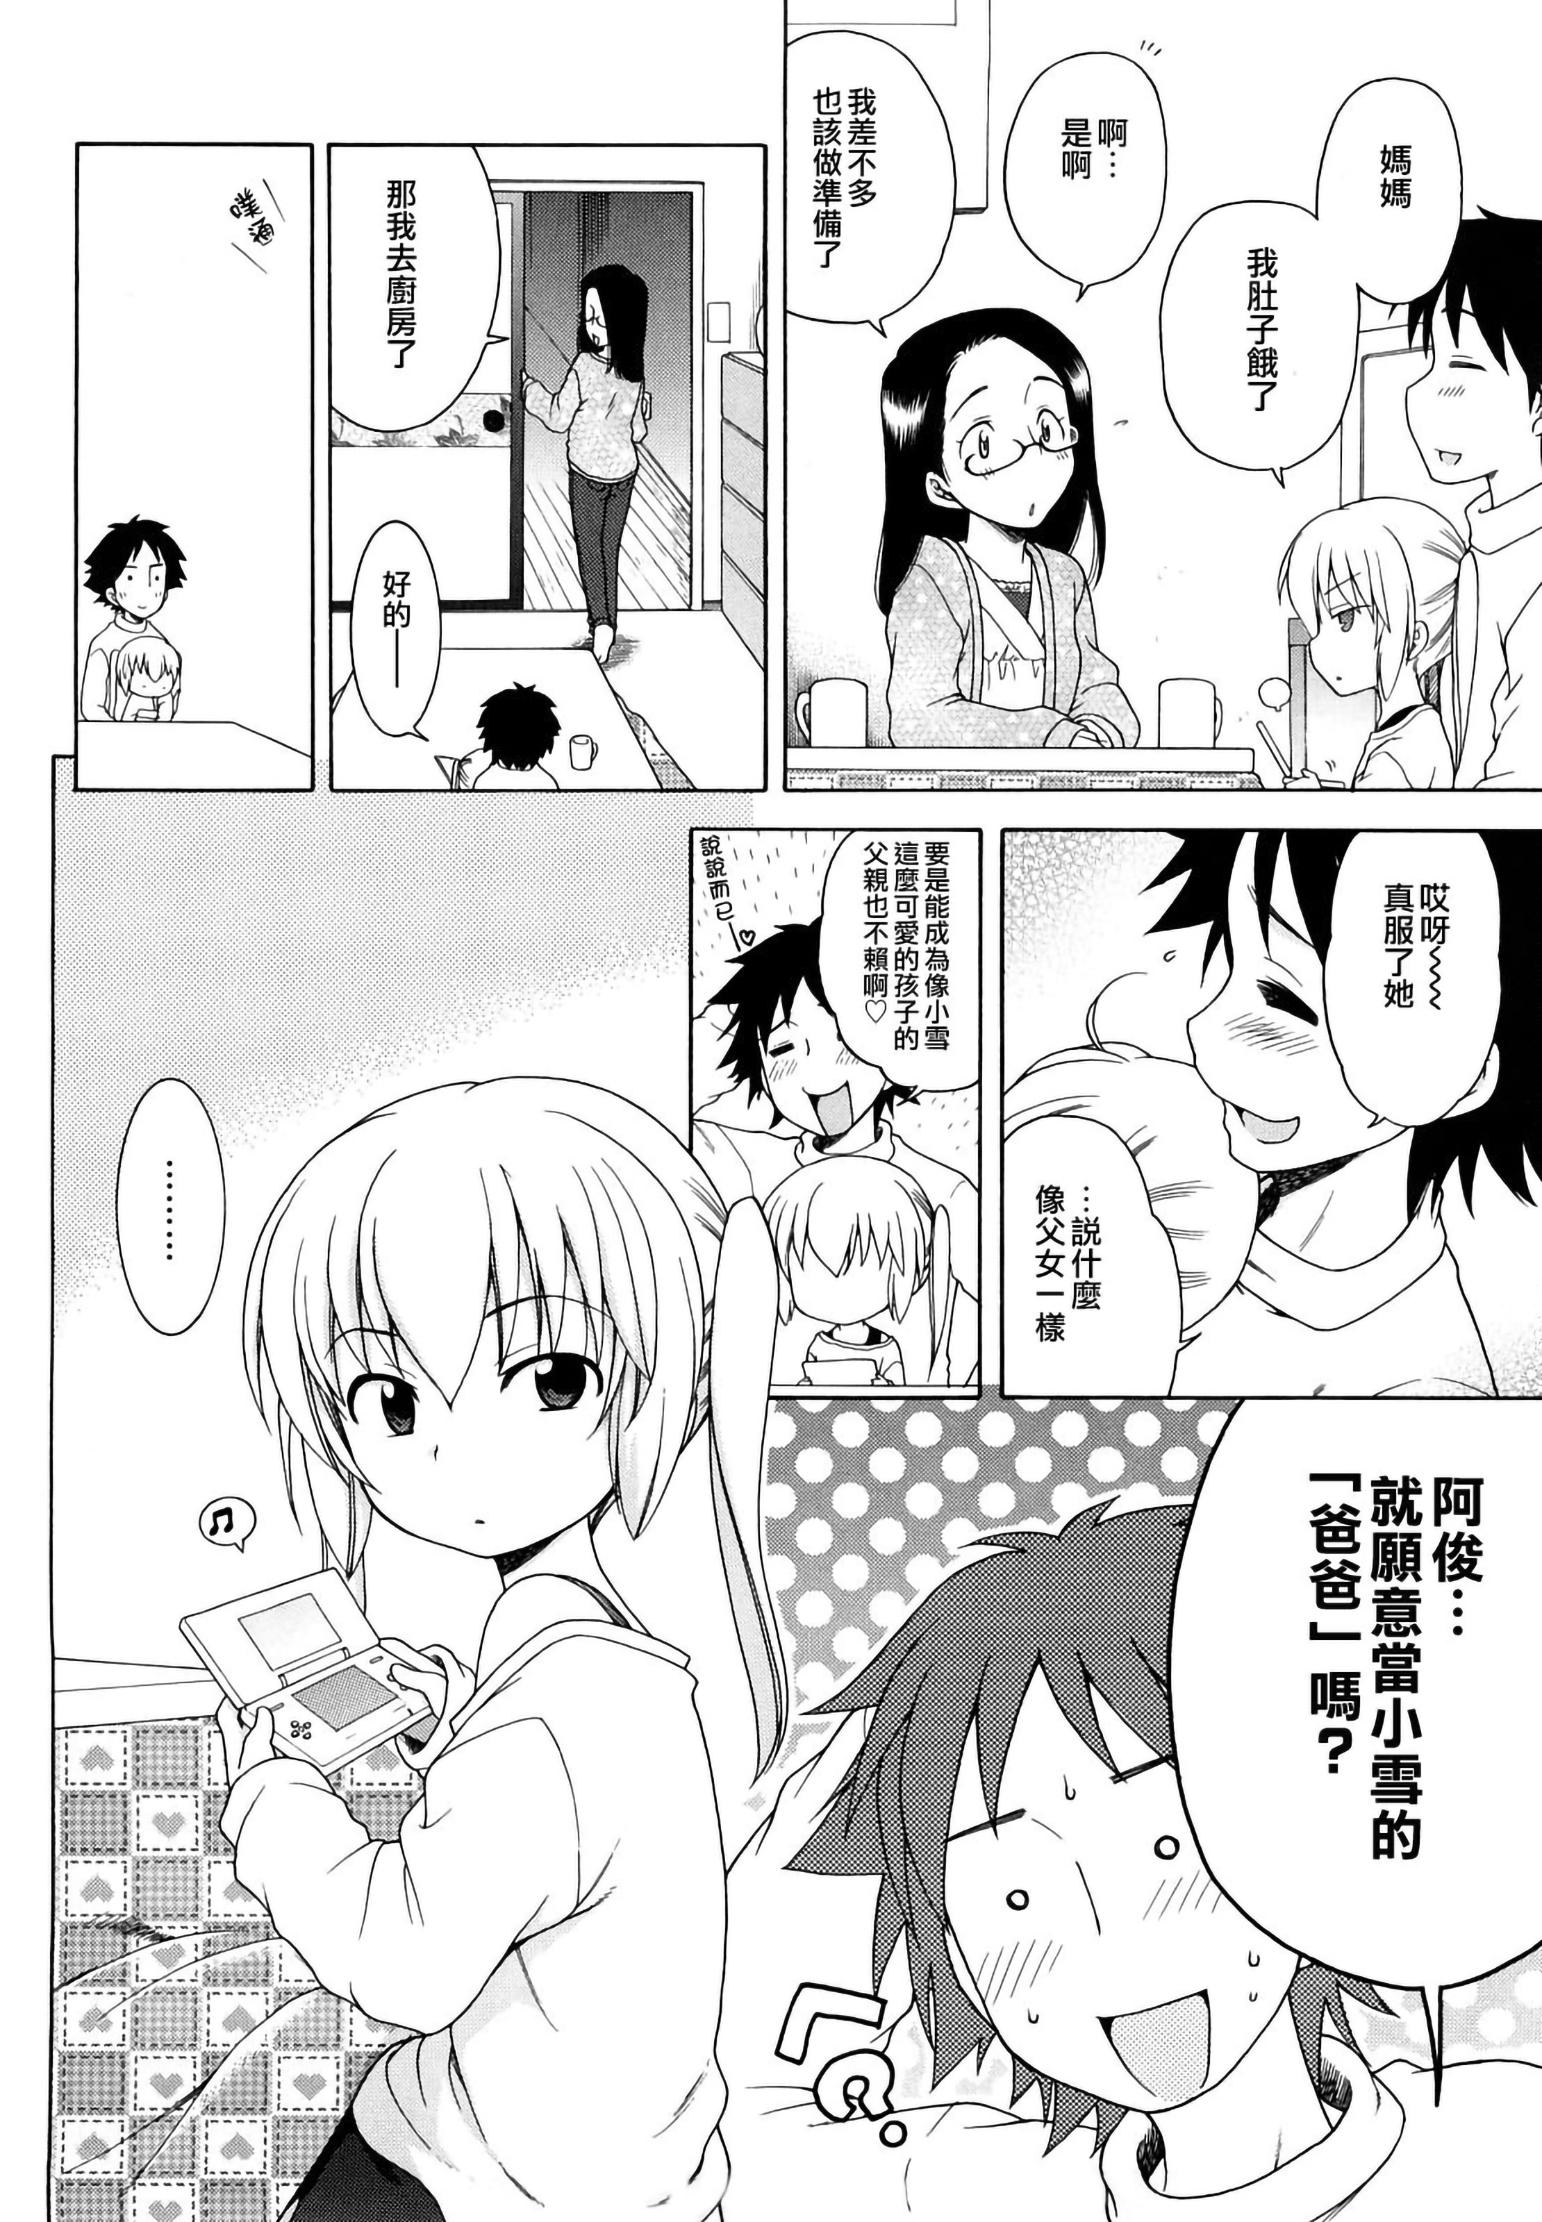 媽媽
我肚子餓了
啊…
是啊
我差不多
也該做準備了
那我去廚房了
好的——
噗通
哎呀~~~~
真服了她
…說什麼
像父女一樣
要是能成為像小雪
這麼可愛的孩子的
父親也不賴啊♡
說說而已—♡
阿俊…
就願意當小雪的
「爸爸」嗎？
へ？
………